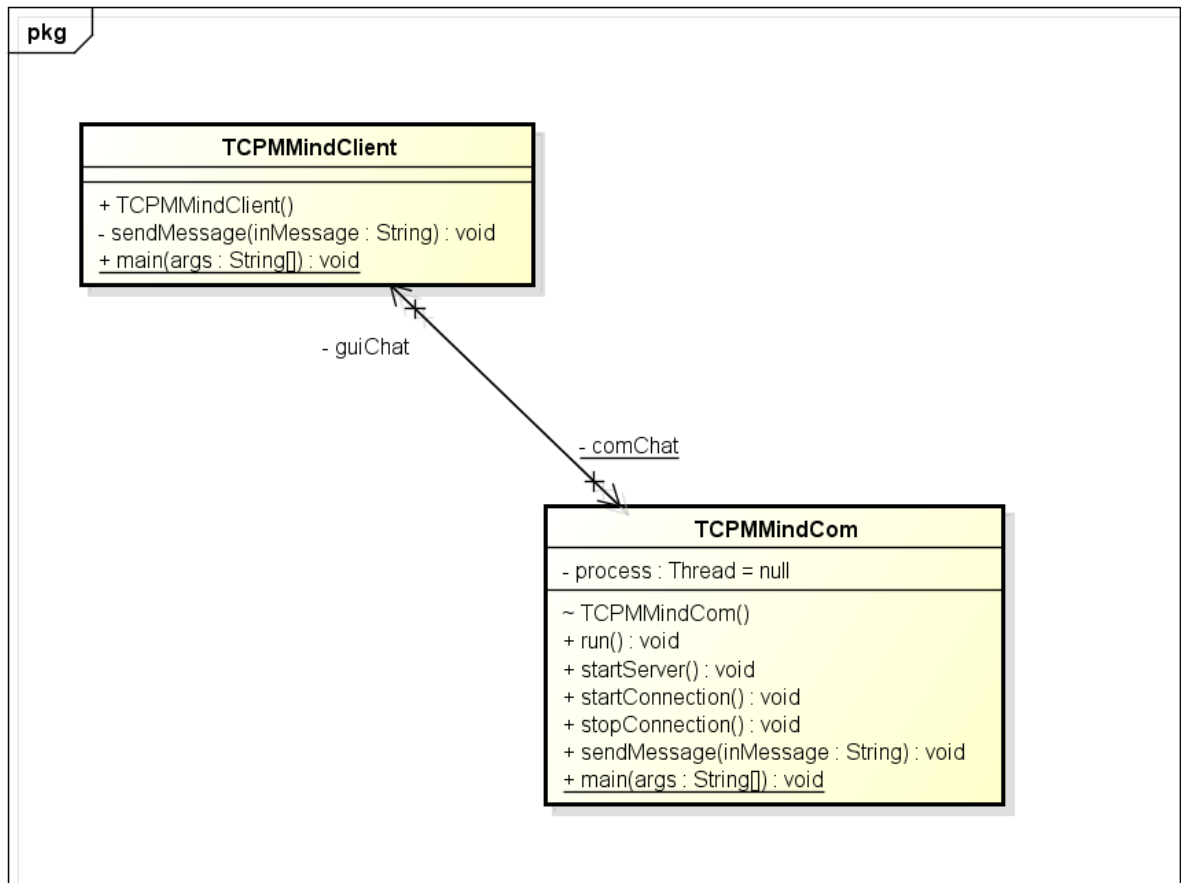 pkg
TCPMMindClient
+ TCPMMindClient()
- sendMessage(inMessage : String) : void
+ main(args : String[]) : void
- guiChat
- comChat
TCPMMindCom
- process : Thread = null
~ TCPMMindCom()
+ run() : void
+ startServer() : void
+ startConnection() : void
+ stopConnection() : void
+ sendMessage(inMessage : String) : void
+ main(args : String[]) : void